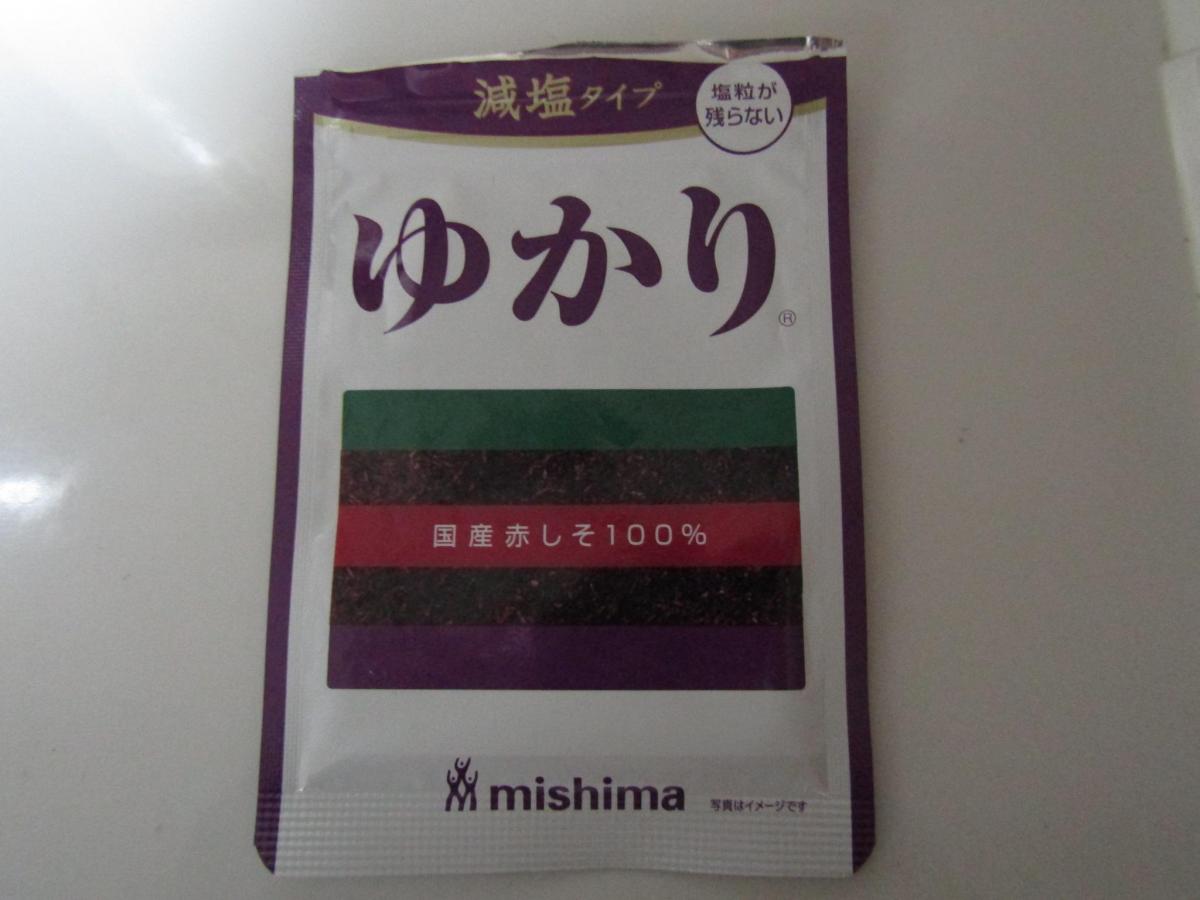 減塩タイプ
塩粒が
残らない
ゆかり®
国産赤しそ100%
mishima
写真はイメージです